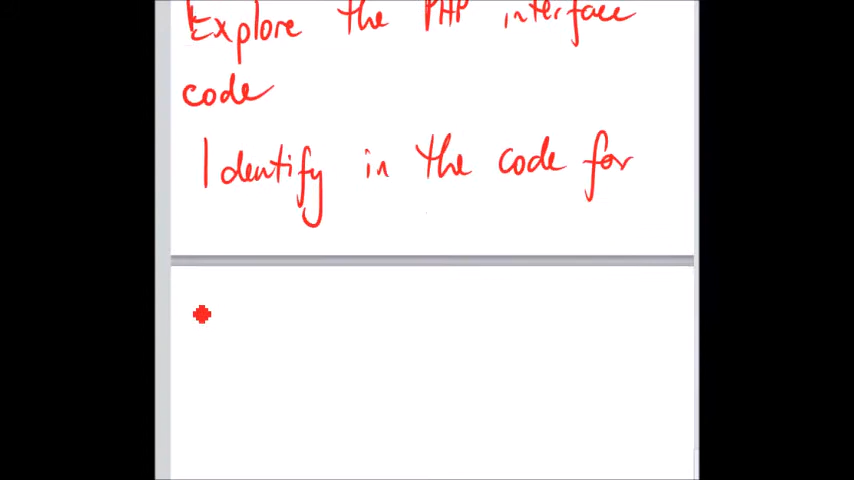 Explore the PHP interface
code
Identify in the code for